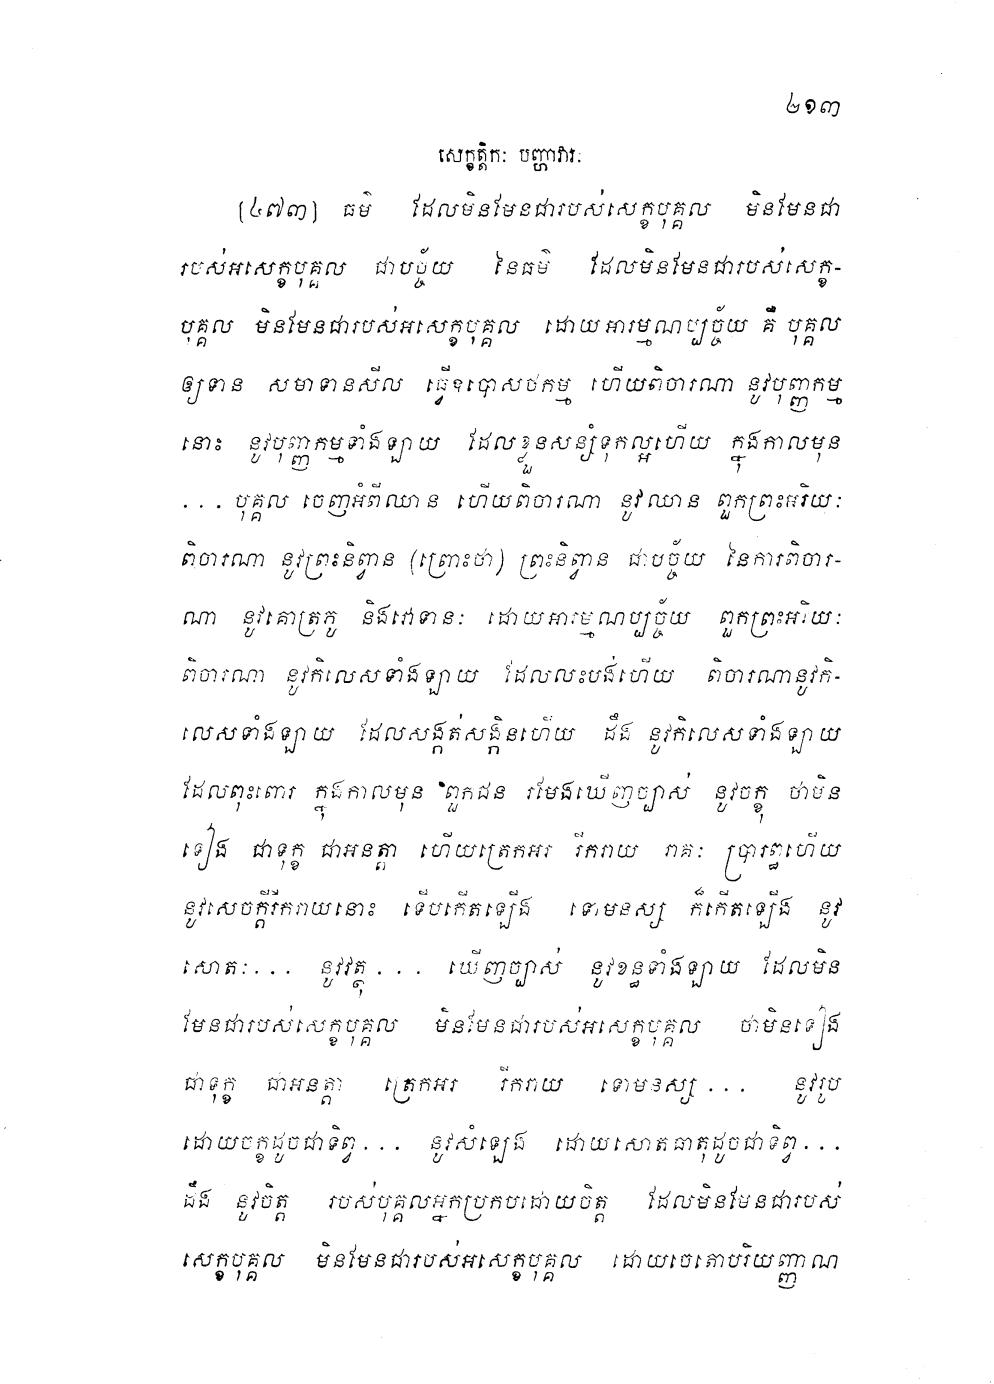 ២១៣
សេក្ខត្តិកៈ បញ្ហាវារៈ
(៤៧៣) ធម៌ ដែលមិនមែនជារបស់សេក្ខបុគ្គល មិនមែនជា
របស់អសេក្ខបុគ្គល ជាបច្ច័យ នៃធម៌ ដែលមិនមែនជារបស់សេក្ខ-
បុគ្គល មិនមែនជារបស់អសេក្ខបុគ្គល ដោយអារម្មណប្បច្ច័យ គឺ បុគ្គល
ឲ្យទាន សមាទានសីល ធ្វើឧបោសថកម្ម ហើយពិចារណា នូវបុញ្ញកម្ម
នោះ នូវបុញ្ញកម្មទាំងឡាយ ដែលខ្លួនសន្សំទុកល្អហើយ ក្នុងកាលមុន
... បុគ្គល ចេញអំពីឈាន ហើយពិចារណា នូវឈាន ពួកព្រះអរិយៈ
ពិចារណា នូវព្រះនិព្វាន (ព្រោះថា) ព្រះនិព្វាន ជាបច្ច័យ នៃការពិចារ-
ណា នូវគោត្រភូ និងវោទានៈ ដោយអារម្មណប្បច្ច័យ ពួកព្រះអរិយៈ
ពិចារណា នូវកិលេសទាំងឡាយ ដែលលះបង់ហើយ ពិចារណានូវកិ-
លេសទាំងឡាយ ដែលសង្កត់សង្កិនហើយ ដឹង នូវកិលេសទាំងឡាយ
ដែលពុះពោរ ក្នុងកាលមុន ពួកជន រមែងឃើញច្បាស់ នូវចក្ខុ ថាមិន
ទៀង ជាទុក្ខ ជាអនត្តា ហើយត្រេកអរ រីករាយ រាគៈ ប្រារព្ធហើយ
នូវសេចក្តីរីករាយនោះ ទើបកើតឡើង ទោមនស្ស ក៏កើតឡើង នូវ
សោតៈ... នូវវត្ថុ ... ឃើញច្បាស់ នូវខន្ធទាំងឡាយ ដែលមិន
មែនជារបស់សេក្ខបុគ្គល មិនមែនជារបស់អសេក្ខបុគ្គល ថាមិនទៀង
ជាទុក្ខ ជាអនត្តា ត្រេកអរ រីករាយ ទោមនស្ស ... នូវរូប
ដោយចក្ខុដូចជាទិព្វ ... នូវសំឡេង ដោយសោតធាតុដូចជាទិព្វ ...
ដឹង នូវចិត្ត របស់បុគ្គលអ្នកប្រកបដោយចិត្ត ដែលមិនមែនជារបស់
សេក្ខបុគ្គល មិនមែនជារបស់អសេក្ខបុគ្គល ដោយចេតោបរិយញ្ញាណ